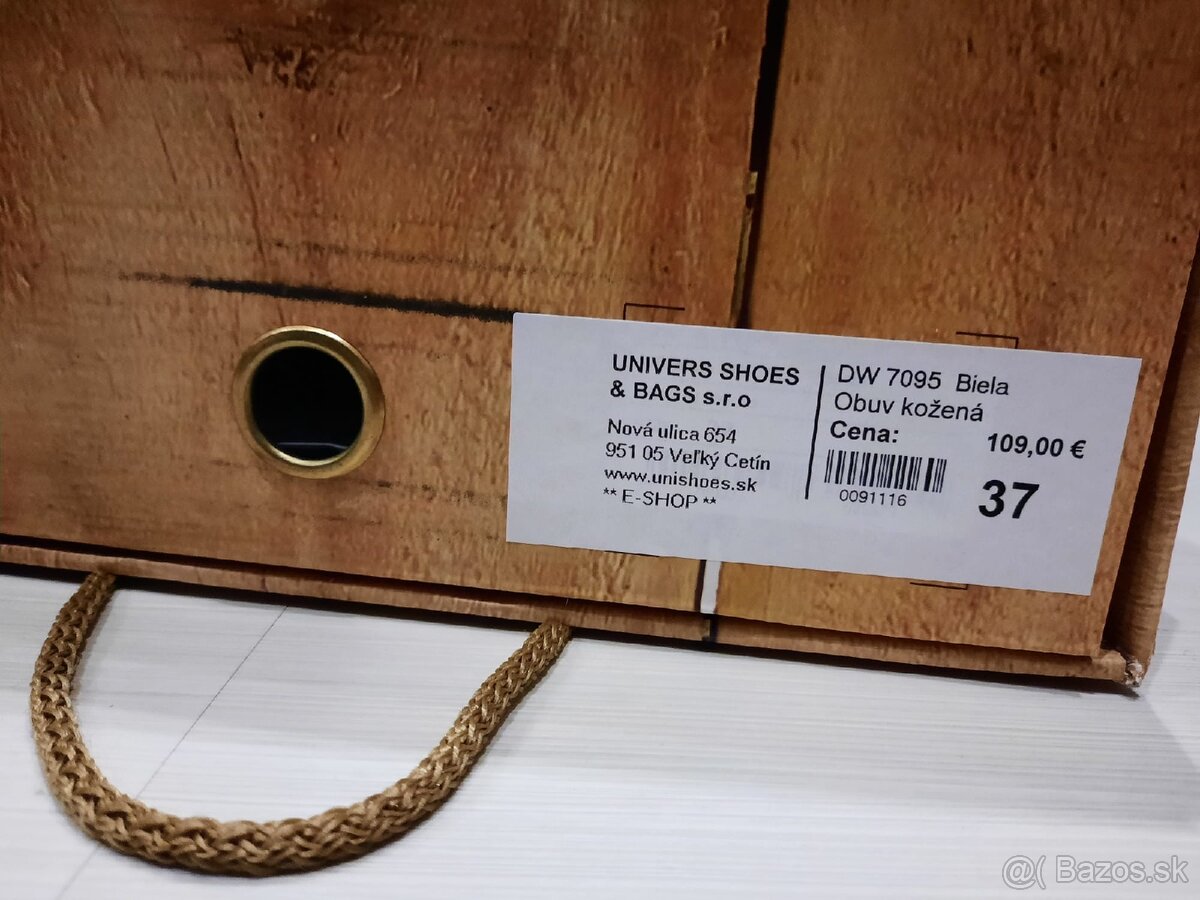 UNIVERS SHOES
& BAGS s.r.o
Nová ulica 654
951 05 Veľký Cetín
www.unishoes.sk
** E-SHOP **
DW 7095 Biela
Obuv kožená
Cena:
109,00 €
0091116
37
@( Bazos.sk